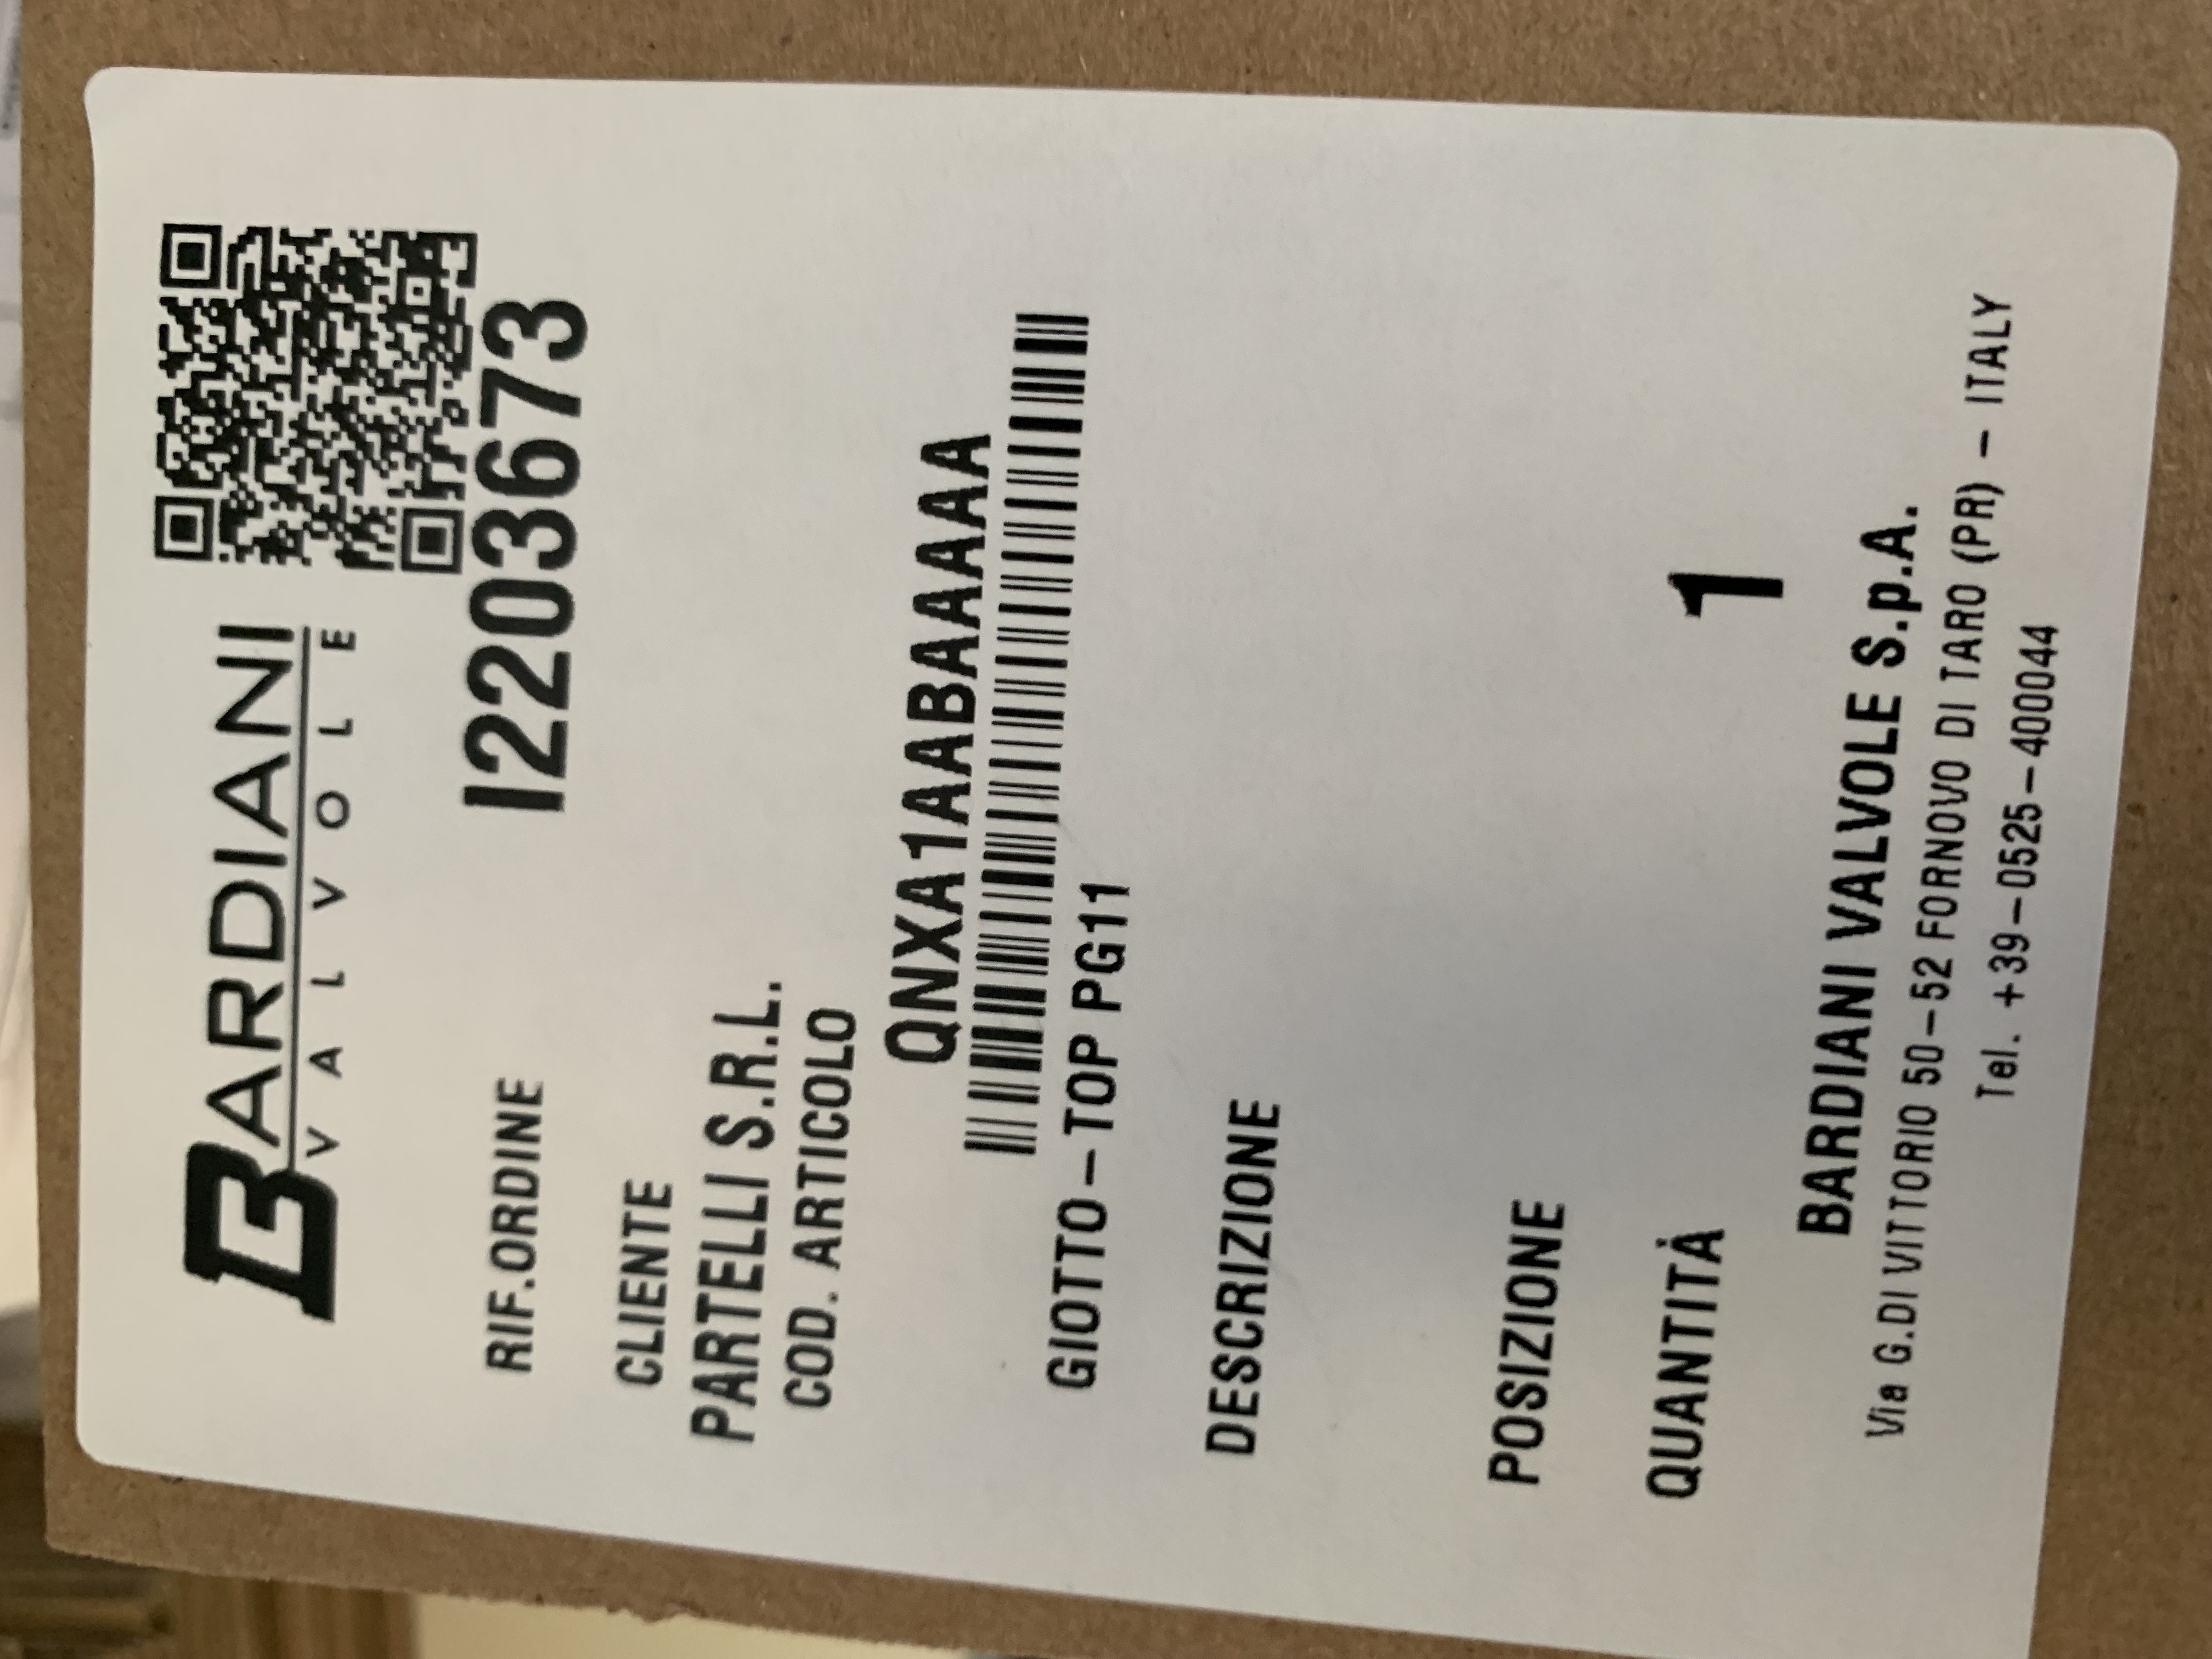 BARDIANI
VALVOLE
RIF.ORDINE
I2203673
CLIENTE
PARTELLI S.R.L.
COD. ARTICOLO
QNXA1AABAAAAA
GIOTTO-TOP PG11
DESCRIZIONE
POSIZIONE
QUANTITÀ
1
BARDIANI VALVOLE S.p.A.
Via G.DI VITTORIO 50-52 FORNOVO DI TARO (PR) - ITALY
Tel. +39-0525-400044